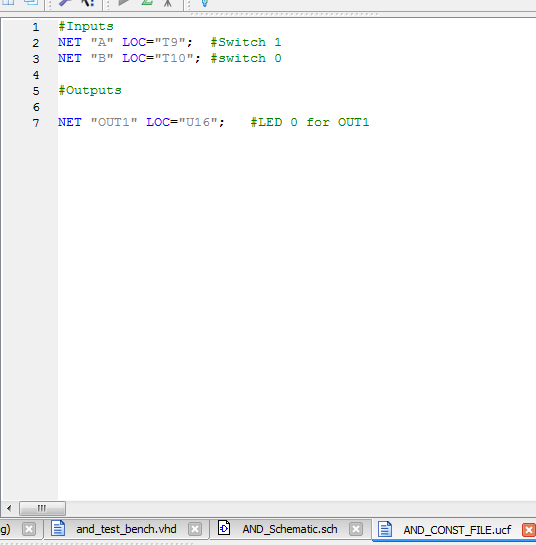 1 #Inputs
2 NET "A" LOC="T9";  #Switch 1
3 NET "B" LOC="T10"; #switch 0
4
5 #Outputs
6
7 NET "OUT1" LOC="U16";   #LED 0 for OUT1
g) and_test_bench.vhd AND_Schematic.sch AND_CONST_FILE.ucf